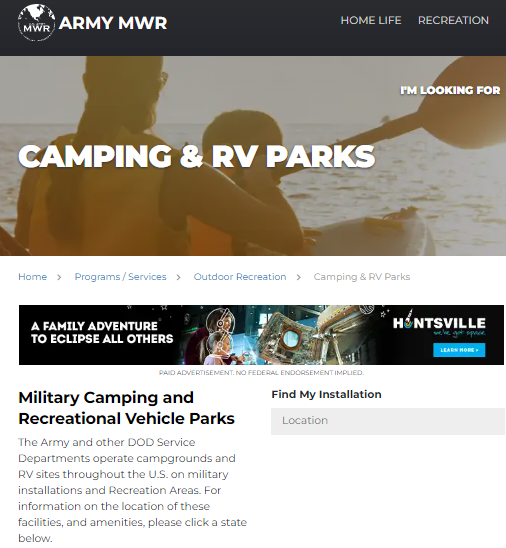 MWR
ARMY MWR
HOME LIFE
RECREATION
I'M LOOKING FOR
CAMPING & RV PARKS
Home > Programs / Services > Outdoor Recreation > Camping & RV Parks
A FAMILY ADVENTURE
TO ECLIPSE ALL OTHERS
HUNTSVILLE
we've got space.
LEARN MORE >
PAID ADVERTISEMENT. NO FEDERAL ENDORSEMENT IMPLIED.
Military Camping and
Recreational Vehicle Parks
The Army and other DOD Service
Departments operate campgrounds and
RV sites throughout the U.S. on military
installations and Recreation Areas. For
information on the location of these
facilities, and amenities, please click a state
below.
Find My Installation
Location